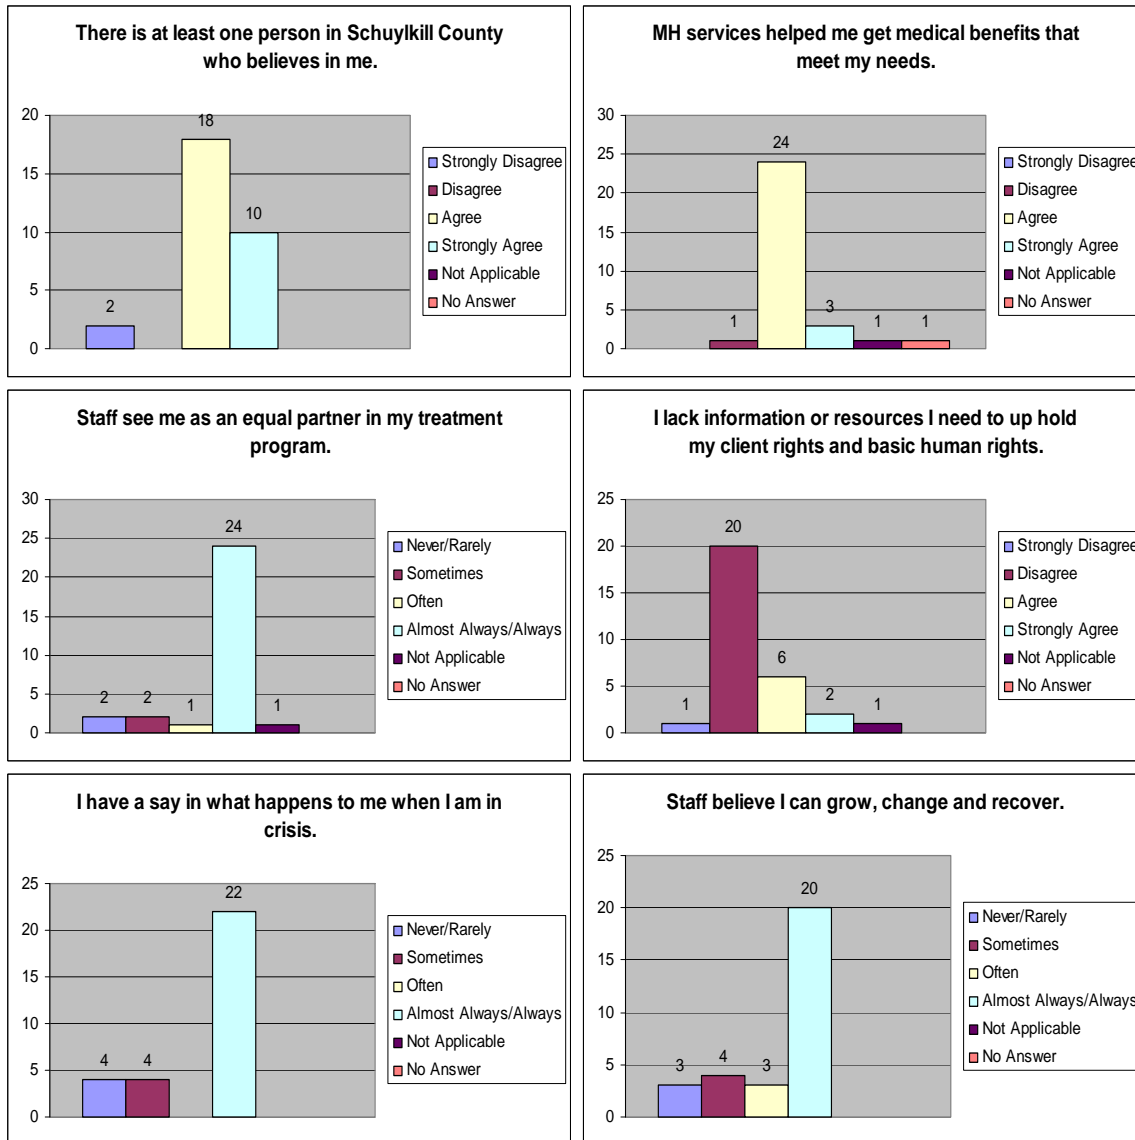 There is at least one person in Schuylkill County
who believes in me.
20
15
10
5
0
2
18
10
Strongly Disagree
Disagree
Agree
Strongly Agree
Not Applicable
No Answer
MH services helped me get medical benefits that
meet my needs.
30
25
20
15
10
5
0
1
24
3
1
1
Strongly Disagree
Disagree
Agree
Strongly Agree
Not Applicable
No Answer
Staff see me as an equal partner in my treatment
program.
30
25
20
15
10
5
0
2
2
1
24
1
Never/Rarely
Sometimes
Often
Almost Always/Always
Not Applicable
No Answer
I lack information or resources I need to up hold
my client rights and basic human rights.
25
20
15
10
5
0
1
20
6
2
1
Strongly Disagree
Disagree
Agree
Strongly Agree
Not Applicable
No Answer
I have a say in what happens to me when I am in
crisis.
25
20
15
10
5
0
4
4
22
Never/Rarely
Sometimes
Often
Almost Always/Always
Not Applicable
No Answer
Staff believe I can grow, change and recover.
25
20
15
10
5
0
3
4
3
20
Never/Rarely
Sometimes
Often
Almost Always/Always
Not Applicable
No Answer